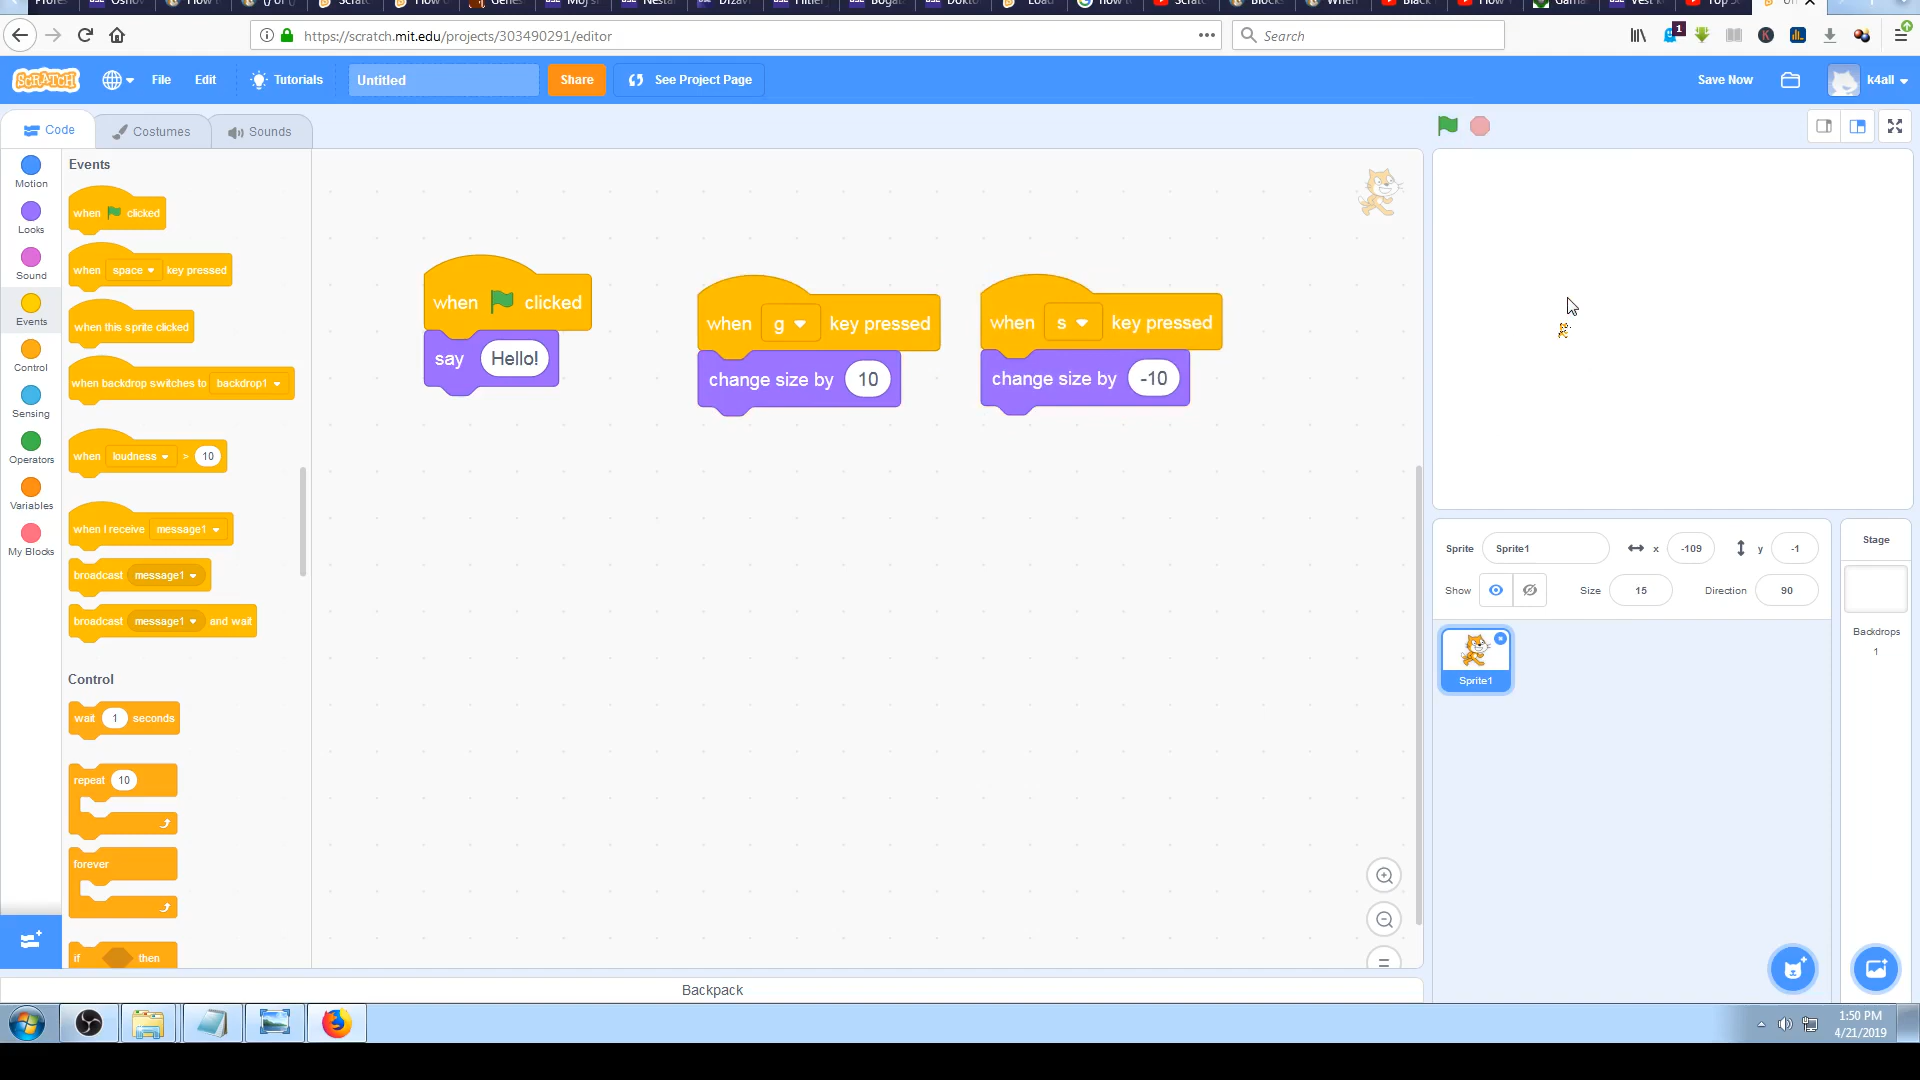 https://scratch.mit.edu/projects/303490291/editor
Search
1
SCRATCH
File
Edit
Tutorials
Untitled
Share
See Project Page
Save Now
k4all
Code
Costumes
Sounds
Motion
Looks
Sound
Events
Control
Sensing
Operators
Variables
My Blocks
Events
when clicked
when space key pressed
when this sprite clicked
when backdrop switches to backdrop1
when loudness > 10
when I receive message1
broadcast message1
broadcast message1 and wait
Control
wait 1 seconds
repeat 10
forever
if then
when clicked
say Hello!
when g key pressed
change size by 10
when s key pressed
change size by -10
Sprite Sprite1 x -109 y -1
Show Size 15 Direction 90
Sprite1
Stage
Backdrops
1
Backpack
1:50 PM
4/21/2019